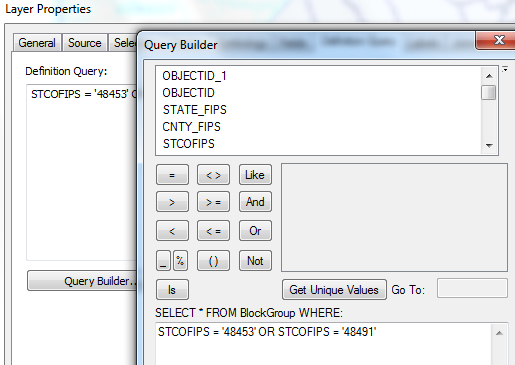 Layer Properties
General Source Sele
Definition Query:
STCOFIPS = '48453'
Query Builder..
Query Builder
OBJECTID_1
OBJECTID
STATE_FIPS
CNTY_FIPS
STCOFIPS
= < > Like
> > = And
< < = Or
_ % ( ) Not
Is Get Unique Values Go To:
SELECT * FROM BlockGroup WHERE:
STCOFIPS = '48453' OR STCOFIPS = '48491'